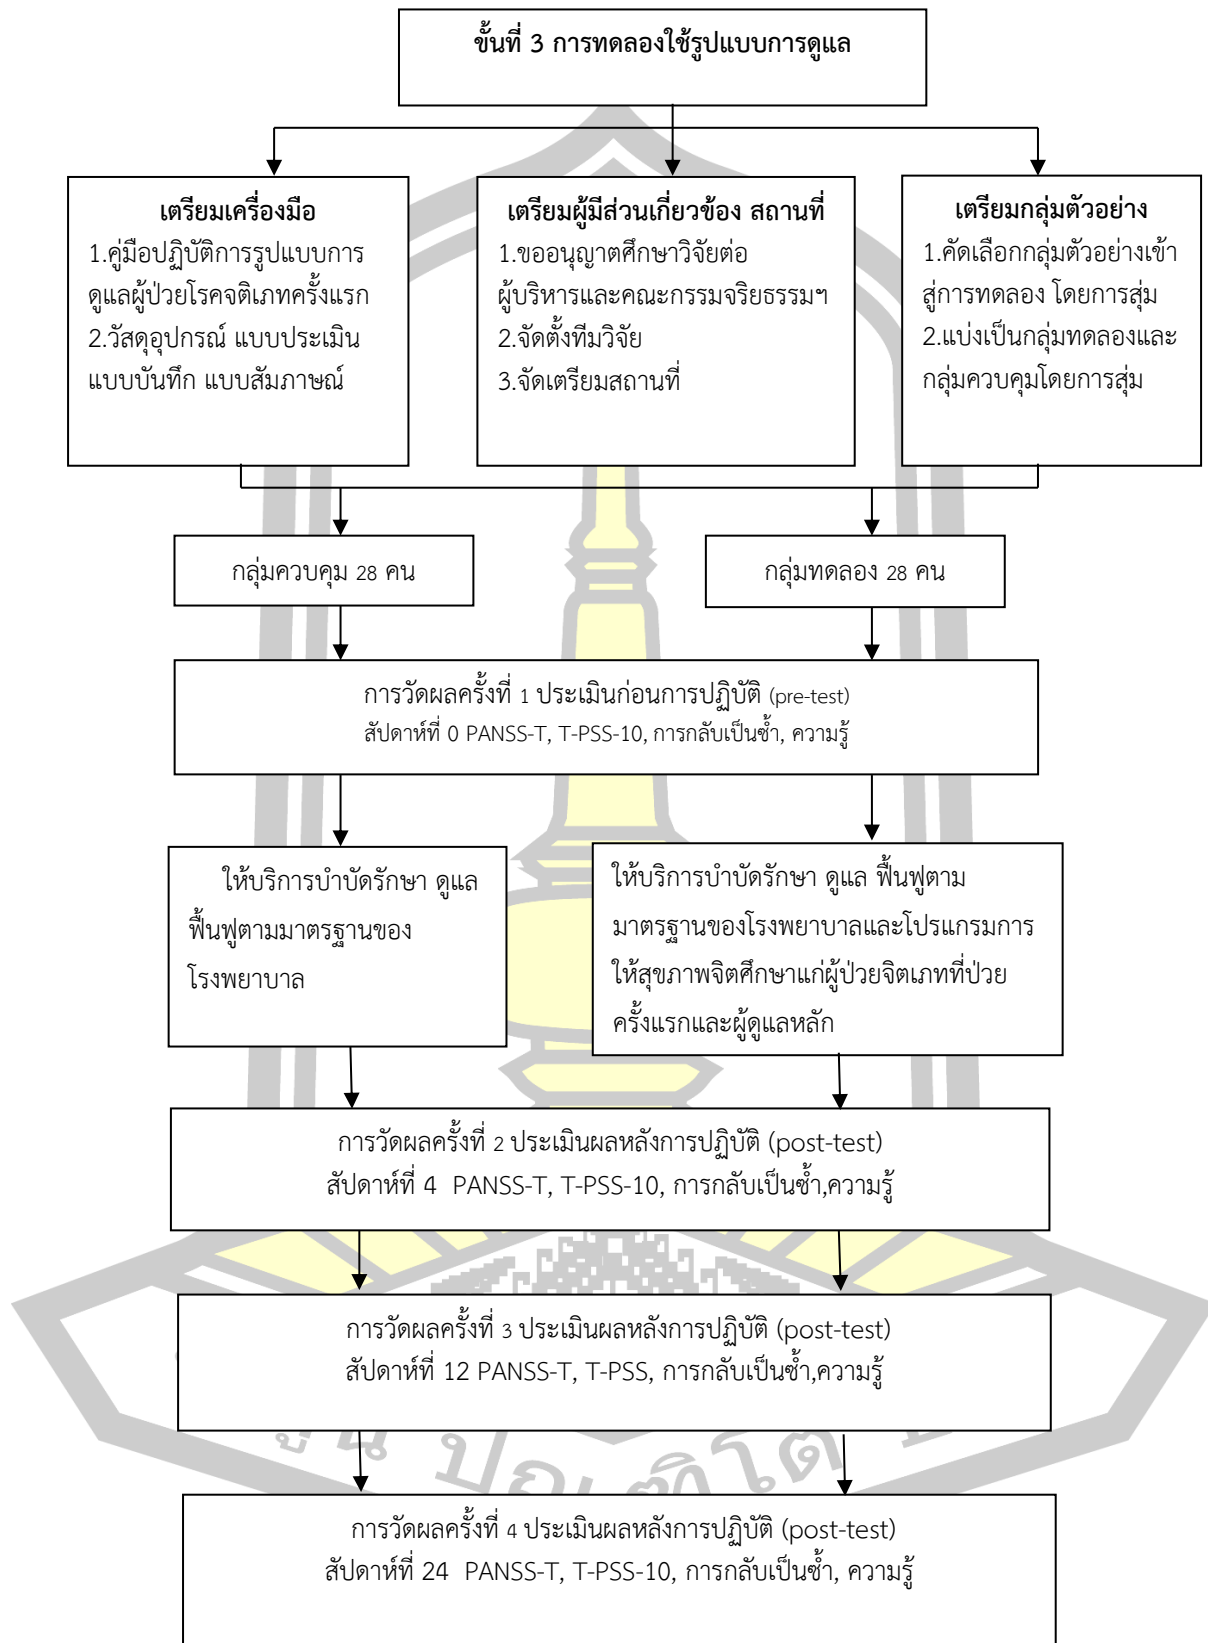 ขั้นที่ 3 การทดลองใช้รูปแบบการดูแล
เตรียมเครื่องมือ
1.คู่มือปฏิบัติการรูปแบบการ
ดูแลผู้ป่วยโรคจติเภทครั้งแรก
2.วัสดุอุปกรณ์ แบบประเมิน
แบบบันทึก แบบสัมภาษณ์
เตรียมผู้มีส่วนเกี่ยวข้อง สถานที่
1.ขออนุญาตศึกษาวิจัยต่อ
ผู้บริหารและคณะกรรมจริยธรรมฯ
2.จัดตั้งทีมวิจัย
3.จัดเตรียมสถานที่
เตรียมกลุ่มตัวอย่าง
1.คัดเลือกกลุ่มตัวอย่างเข้า
สู่การทดลอง โดยการสุ่ม
2.แบ่งเป็นกลุ่มทดลองและ
กลุ่มควบคุมโดยการสุ่ม
กลุ่มควบคุม 28 คน
กลุ่มทดลอง 28 คน
การวัดผลครั้งที่ 1 ประเมินก่อนการปฏิบัติ (pre-test)
สัปดาห์ที่ 0 PANSS-T, T-PSS-10, การกลับเป็นซ้ำ, ความรู้
ให้บริการบำบัดรักษา ดูแล
ฟื้นฟูตามมาตรฐานของ
โรงพยาบาล
ให้บริการบำบัดรักษา ดูแล ฟื้นฟูตาม
มาตรฐานของโรงพยาบาลและโปรแกรมการ
ให้สุขภาพจิตศึกษาแก่ผู้ป่วยจิตเภทที่ป่วย
ครั้งแรกและผู้ดูแลหลัก
การวัดผลครั้งที่ 2 ประเมินผลหลังการปฏิบัติ (post-test)
สัปดาห์ที่ 4 PANSS-T, T-PSS-10, การกลับเป็นซ้ำ,ความรู้
การวัดผลครั้งที่ 3 ประเมินผลหลังการปฏิบัติ (post-test)
สัปดาห์ที่ 12 PANSS-T, T-PSS, การกลับเป็นซ้ำ,ความรู้
การวัดผลครั้งที่ 4 ประเมินผลหลังการปฏิบัติ (post-test)
สัปดาห์ที่ 24 PANSS-T, T-PSS-10, การกลับเป็นซ้ำ, ความรู้